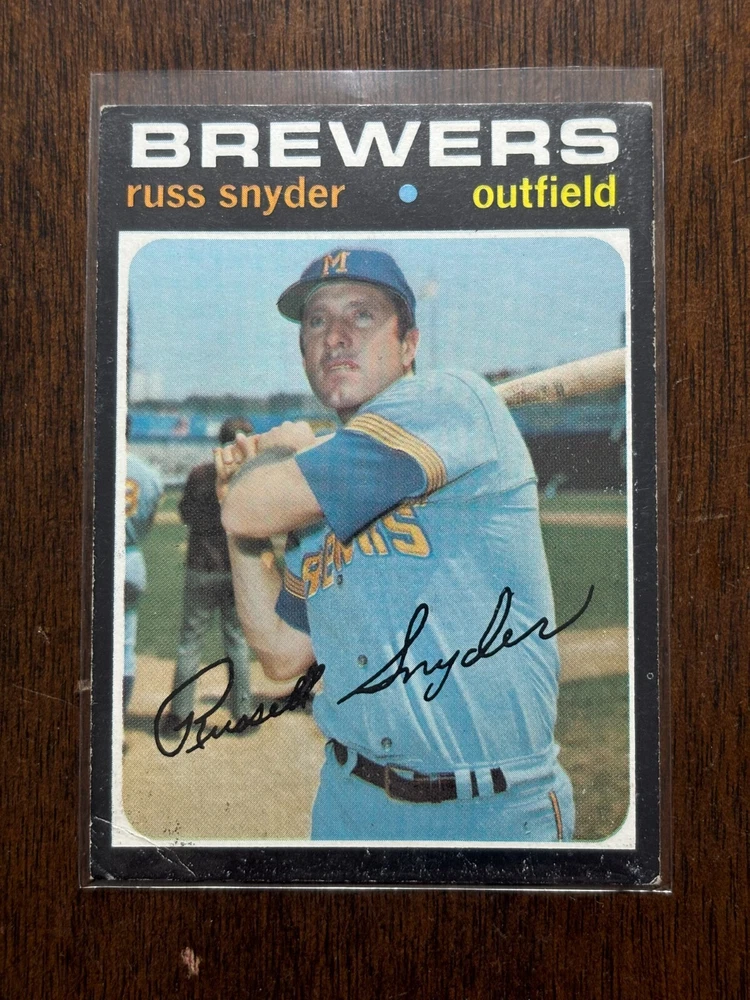 BREWERS
russ snyder • outfield
M
Russell Snyder